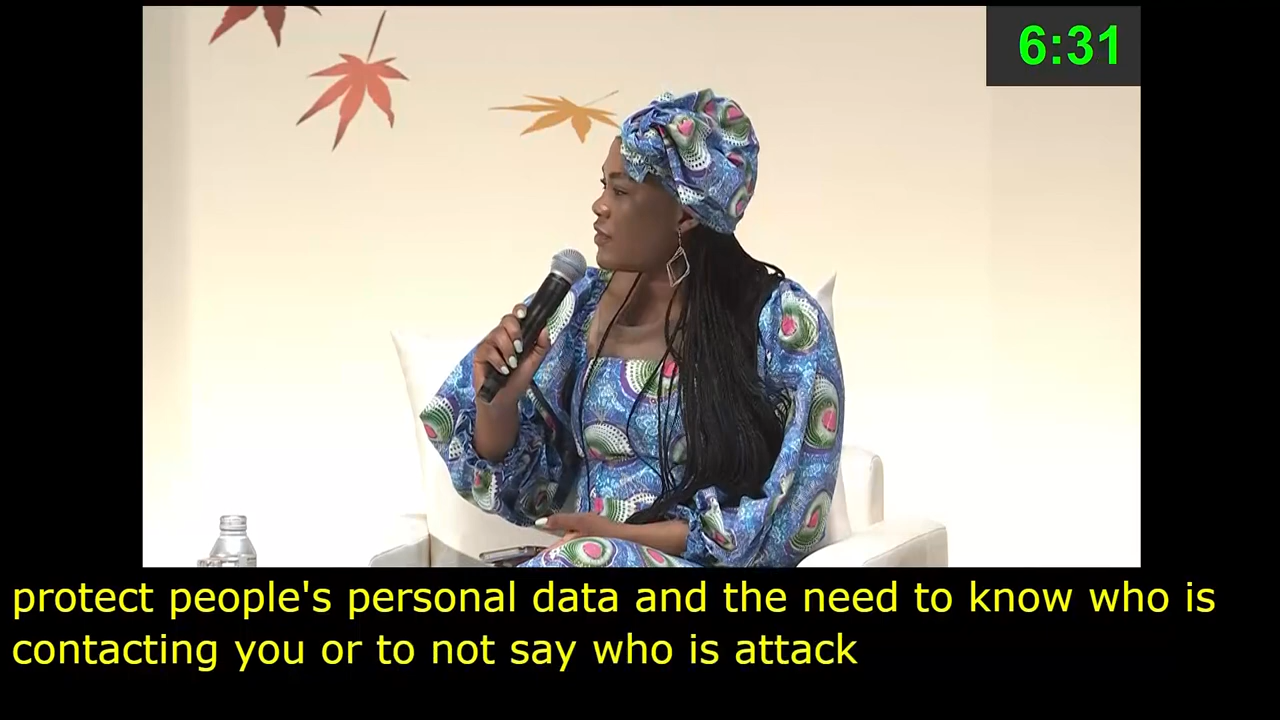 6:31
protect people's personal data and the need to know who is
contacting you or to not say who is attack